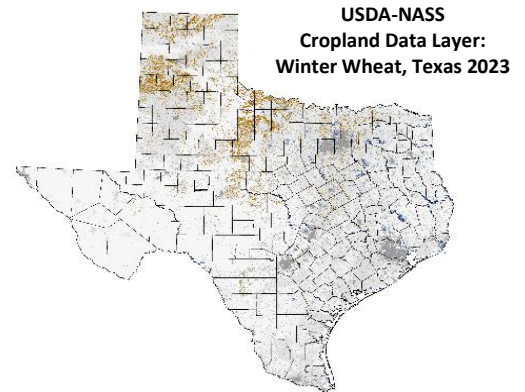 USDA-NASS
Cropland Data Layer:
Winter Wheat, Texas 2023